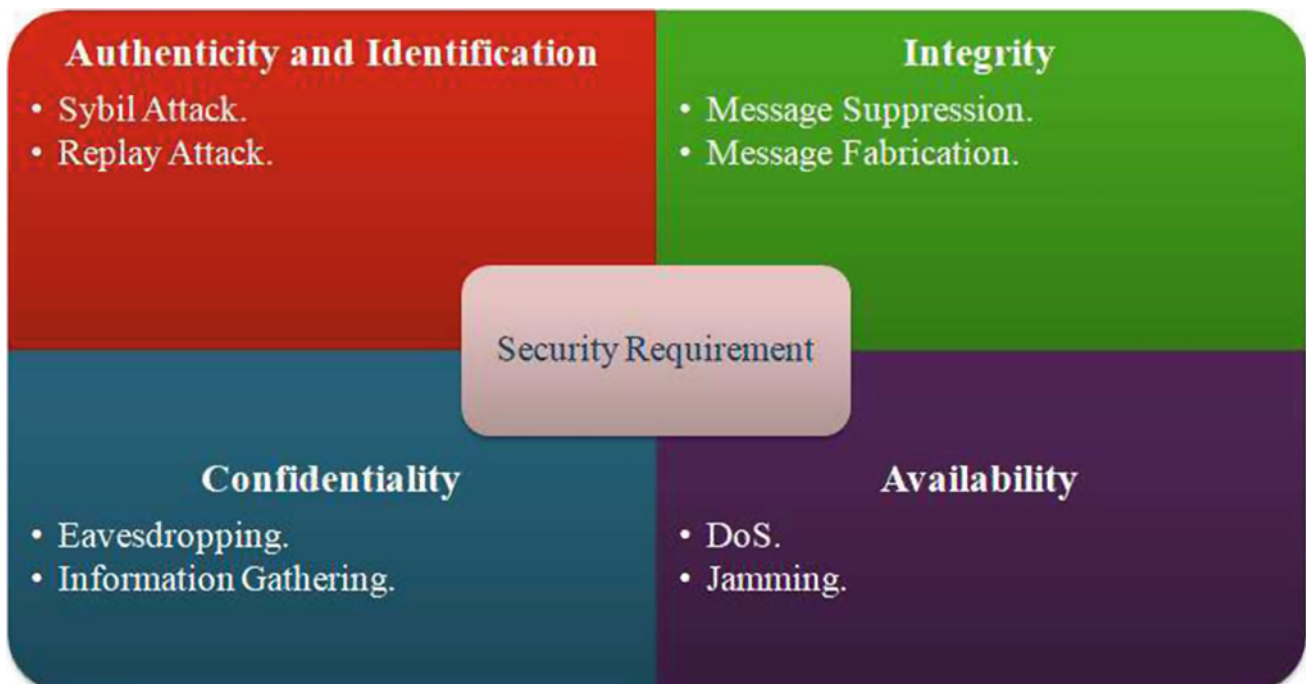 Authenticity and Identification
• Sybil Attack.
• Replay Attack.
Integrity
• Message Suppression.
• Message Fabrication.
Security Requirement
Confidentiality
• Eavesdropping.
• Information Gathering.
Availability
• DoS.
• Jamming.